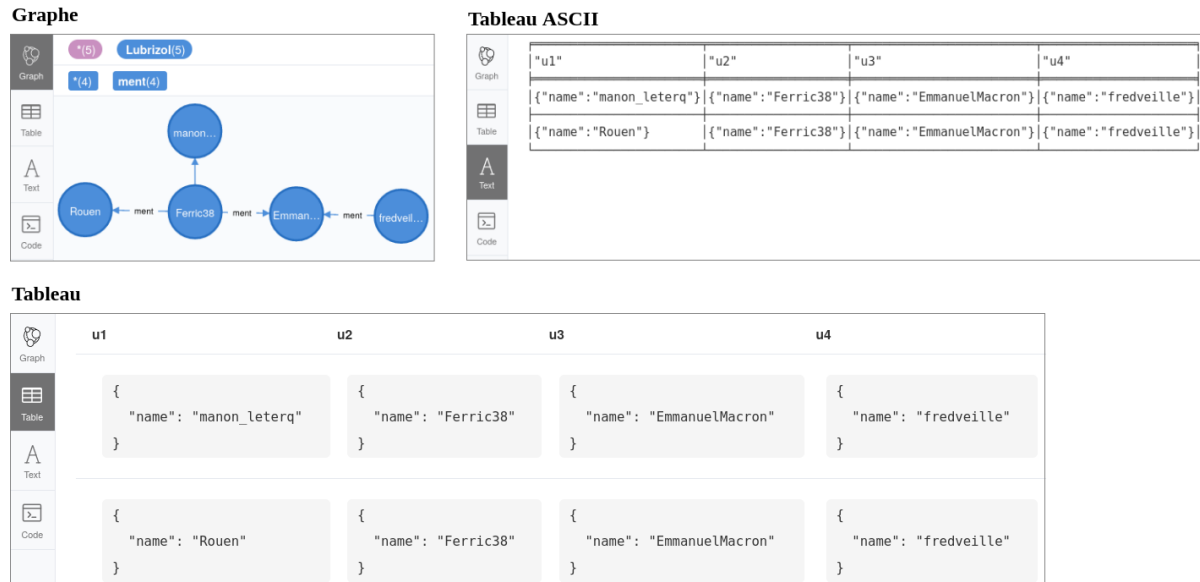 Graphe
Graph
Table
Text
Code
*(5) Lubrizol(5)
*(4) ment(4)
manon…
Rouen ment Ferric38 ment Emman… ment fredveil…
Tableau ASCII
Graph
Table
Text
Code
"u1" "u2" "u3" "u4"
{"name":"manon_leterq"} {"name":"Ferric38"} {"name":"EmmanuelMacron"} {"name":"fredveille"}
{"name":"Rouen"} {"name":"Ferric38"} {"name":"EmmanuelMacron"} {"name":"fredveille"}
Tableau
Graph
Table
Text
Code
u1 u2 u3 u4
{ { { {
"name": "manon_leterq" "name": "Ferric38" "name": "EmmanuelMacron" "name": "fredveille"
} } } }
{ { { {
"name": "Rouen" "name": "Ferric38" "name": "EmmanuelMacron" "name": "fredveille"
} } } }